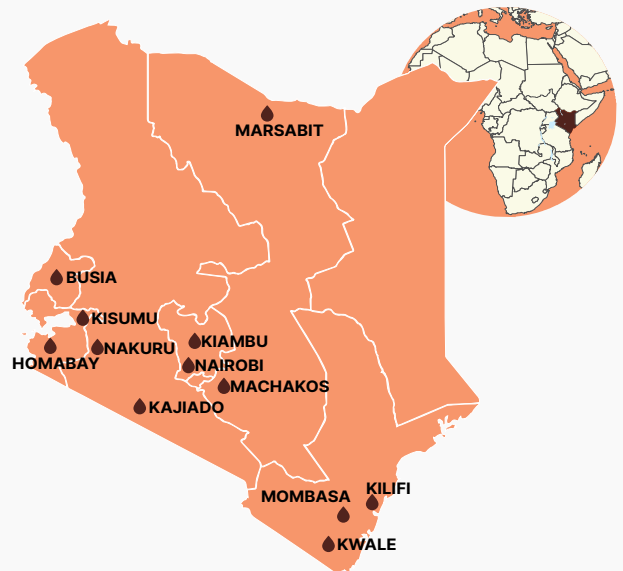 MARSABIT
BUSIA
KISUMU
KIAMBU
NAKURU
HOMABAY
NAIROBI
MACHAKOS
KAJIADO
KILIFI
MOMBASA
KWALE